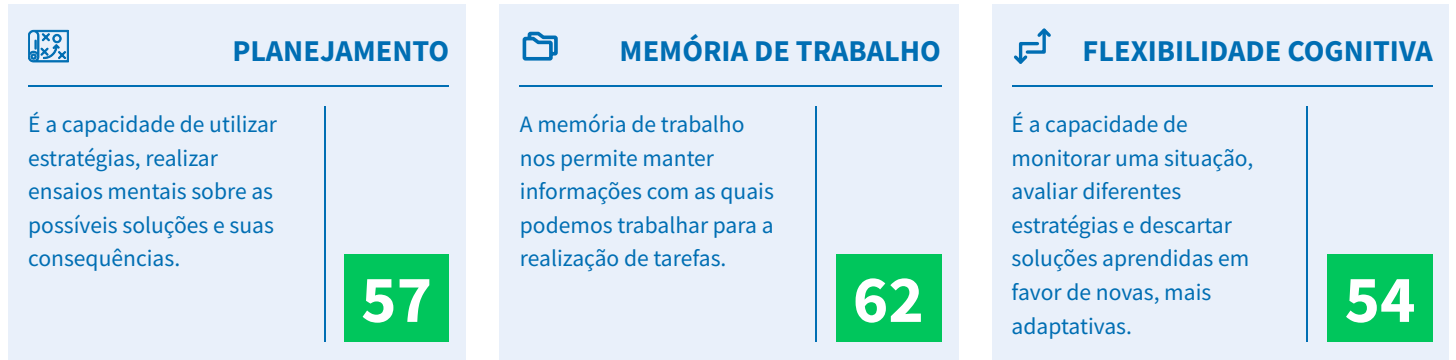 PLANEJAMENTO
É a capacidade de utilizar
estratégias, realizar
ensaios mentais sobre as
possíveis soluções e suas
consequências.
57
MEMÓRIA DE TRABALHO
A memória de trabalho
nos permite manter
informações com as quais
podemos trabalhar para a
realização de tarefas.
62
FLEXIBILIDADE COGNITIVA
É a capacidade de
monitorar uma situação,
avaliar diferentes
estratégias e descartar
soluções aprendidas em
favor de novas, mais
adaptativas.
54